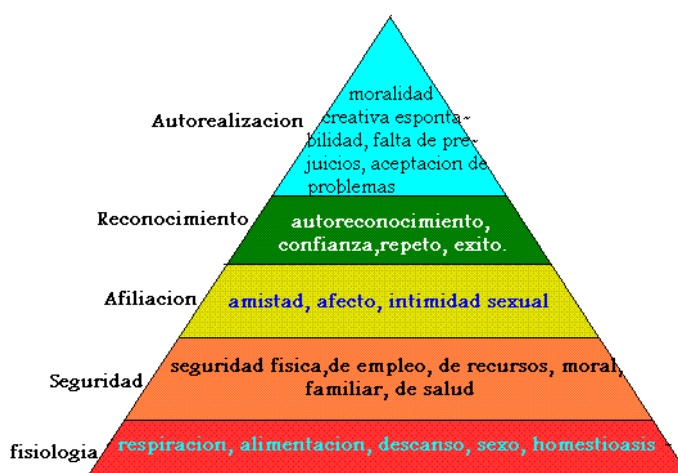 moralidad
Autorealizacion
creativa esponta~
bilidad, falta de pre~
juicios, aceptacion de
problemas
Reconocimiento
autoreconocimiento,
confianza,repeto, exito.
Afiliacion
amistad, afecto, intimidad sexual
Seguridad
seguridad fisica,de empleo, de recursos, moral,
familiar, de salud
fisiologia
respiracion, alimentacion, descanso, sexo, homestioasis